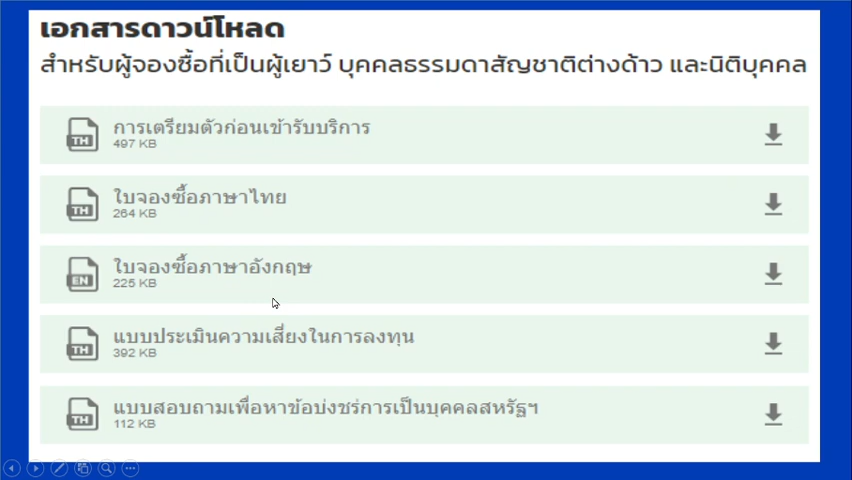 เอกสารดาวน์โหลด
สำหรับผู้จองซื้อที่เป็นผู้เยาว์ บุคคลธรรมดาสัญชาติต่างด้าว และนิติบุคคล
TH
การเตรียมตัวก่อนเข้ารับบริการ
497 KB
TH
ใบจองซื้อภาษาไทย
264 KB
EN
ใบจองซื้อภาษาอังกฤษ
225 KB
TH
แบบประเมินความเสี่ยงในการลงทุน
392 KB
TH
แบบสอบถามเพื่อหาข้อบ่งชี้การเป็นบุคคลสหรัฐฯ
112 KB